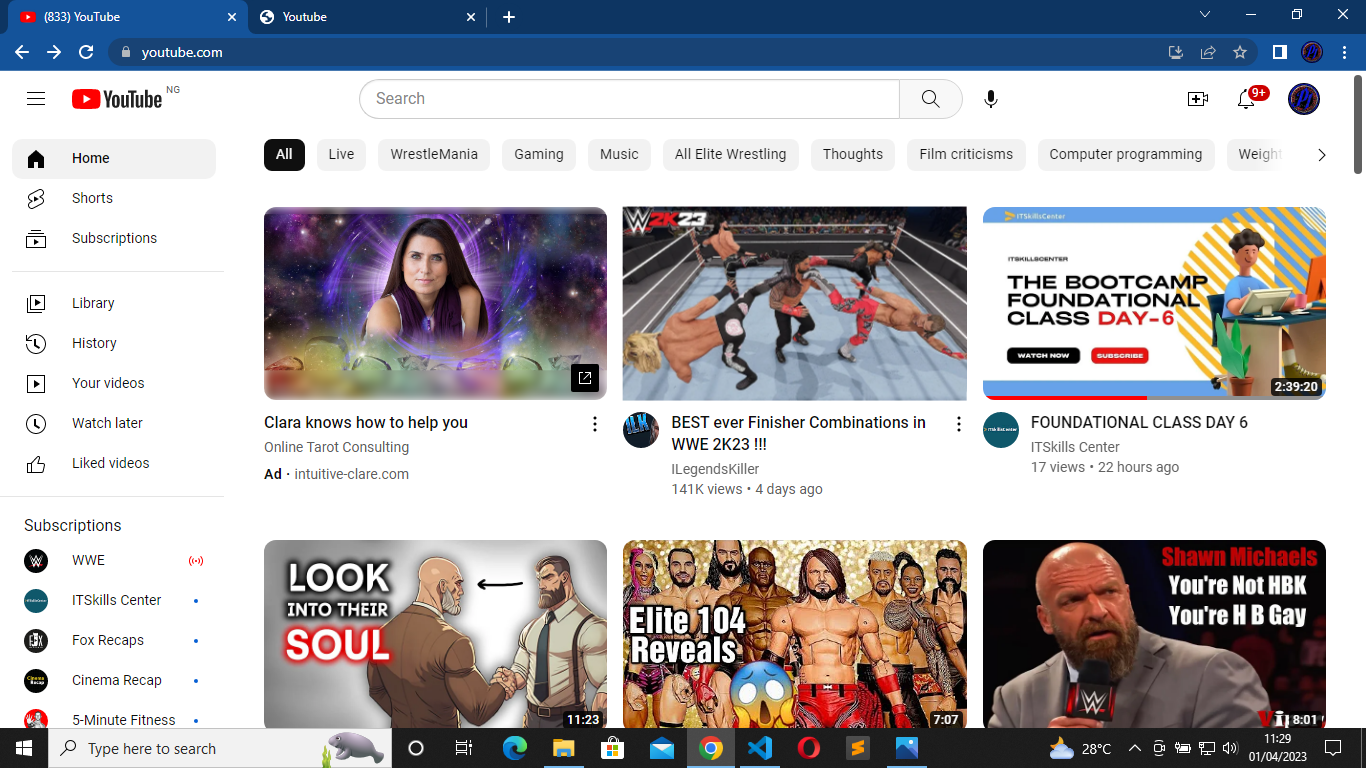 (833) YouTube
Youtube
youtube.com
YouTube NG
Search
9+
Home
Shorts
Subscriptions
Library
History
Your videos
Watch later
Liked videos
Subscriptions
WWE
ITSkills Center
Fox Recaps
Cinema Recap
5-Minute Fitness
All
Live
WrestleMania
Gaming
Music
All Elite Wrestling
Thoughts
Film criticisms
Computer programming
Weight
Clara knows how to help you
Online Tarot Consulting
Ad · intuitive-clare.com
2K23
BEST ever Finisher Combinations in
WWE 2K23 !!!
ILegendsKiller
141K views • 4 days ago
ITSkillsCenter
ITSKILLSCENTER
THE BOOTCAMP
FOUNDATIONAL
CLASS DAY-6
WATCH NOW
SUBSCRIBE
2:39:20
FOUNDATIONAL CLASS DAY 6
ITSkills Center
17 views • 22 hours ago
LOOK
INTO THEIR
SOUL
11:23
Elite 104
Reveals
7:07
Shawn Michaels
You're Not HBK
You're H B Gay
8:01
Type here to search
28°C
11:29
01/04/2023